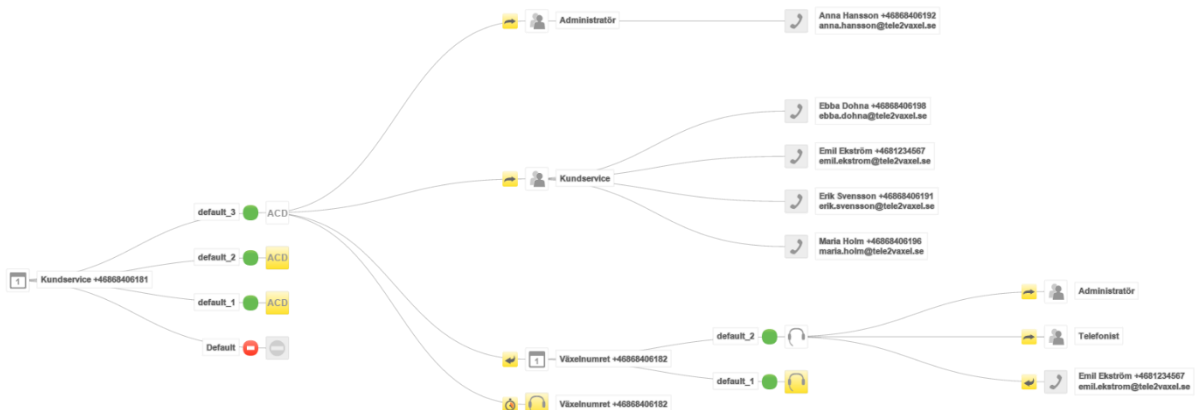 Administratör
Anna Hansson +46868406192
anna.hansson@tele2vaxel.se
Ebba Dohna +46868406198
ebba.dohna@tele2vaxel.se
Emil Ekström +4681234567
emil.ekstrom@tele2vaxel.se
Kundservice
Erik Svensson +46868406191
erik.svensson@tele2vaxel.se
default_3 ACD
Maria Holm +46868406196
maria.holm@tele2vaxel.se
default_2 ACD
1 Kundservice +46868406181
default_1 ACD
Default
Administratör
default_2
Telefonist
1 Växelnumret +46868406182
default_1
Emil Ekström +4681234567
emil.ekstrom@tele2vaxel.se
Växelnumret +46868406182